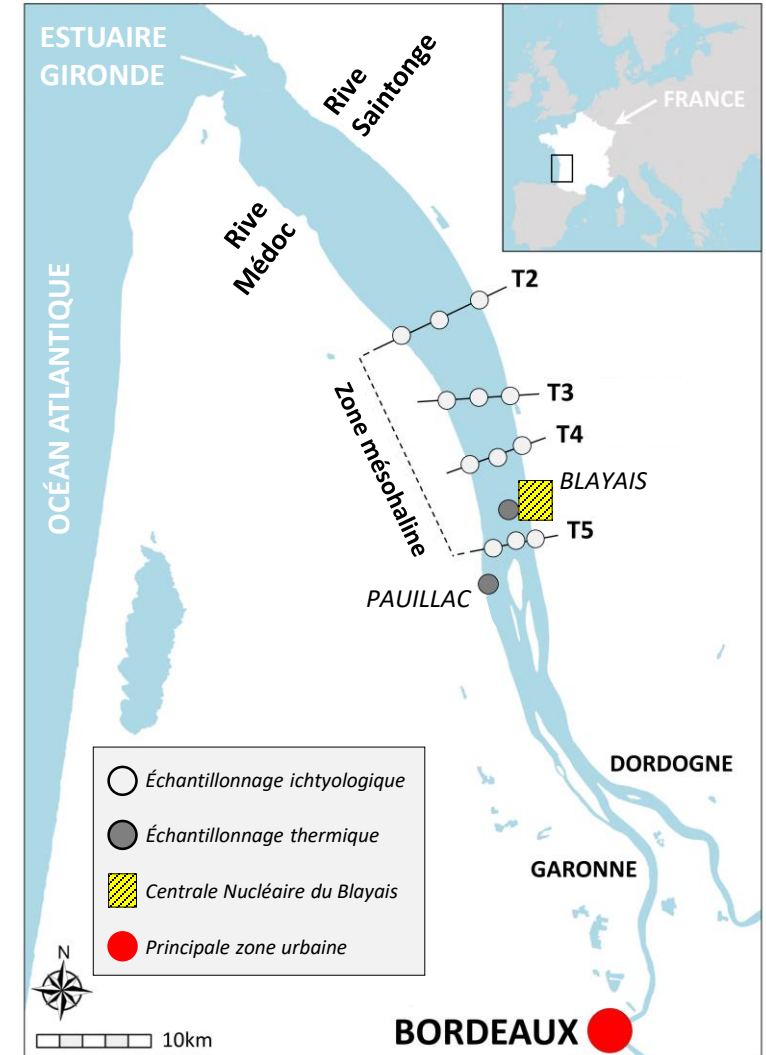 ESTUAIRE
GIRONDE
Rive
Saintonge
FRANCE
Rive
Médoc
OCÉAN ATLANTIQUE
T2
Zone mésohaline
T3
T4
BLAYAIS
T5
PAUILLAC
DORDOGNE
GARONNE
Échantillonnage ichtyologique
Échantillonnage thermique
Centrale Nucléaire du Blayais
Principale zone urbaine
N
10km
BORDEAUX